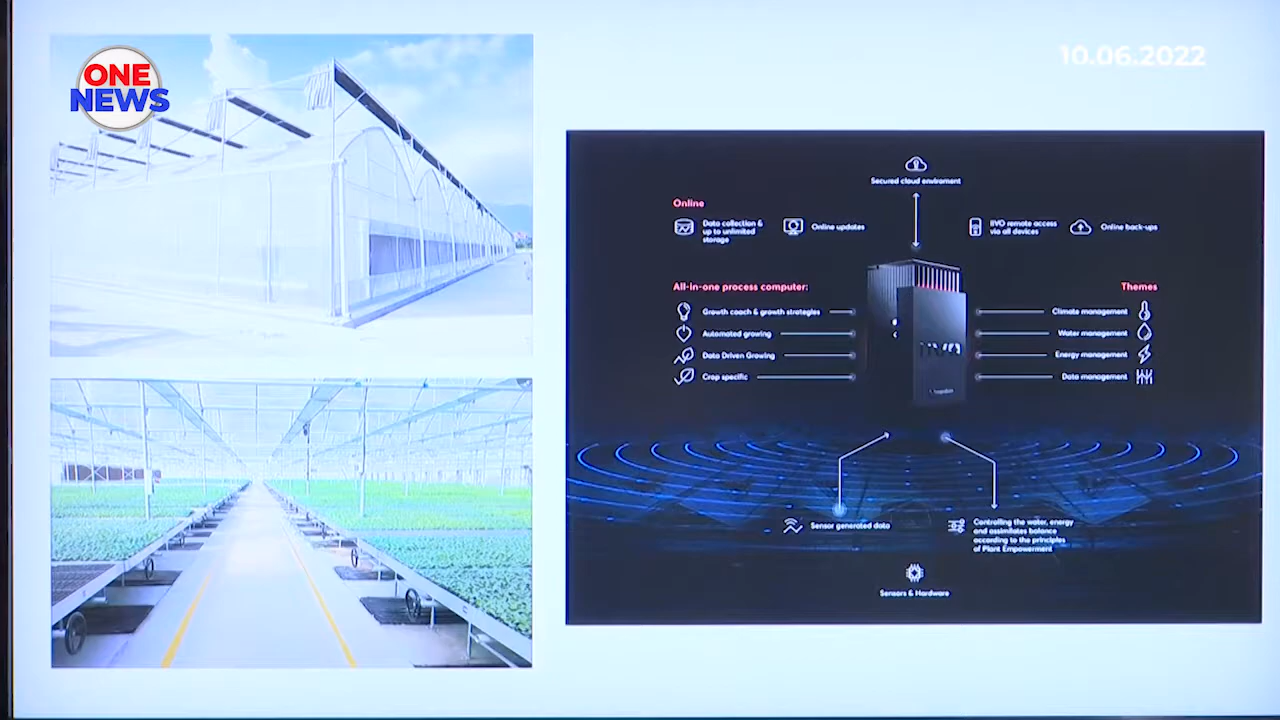 ONE
NEWS
10.06.2022
Secured cloud enviroment
Online
Data collection &
up to unlimited
storage
Online updates
IIVO remote access
via all devices
Online back-ups
All-in-one process computer:
Themes
Growth coach & growth strategies
Climate management
Automated growing
Water management
Data Driven Growing
Energy management
Crop specific
Data management
IIVO
Sensor generated data
Controlling the water, energy
and assimilates balance
according to the principles
of Plant Empowerment
Sensors & Hardware